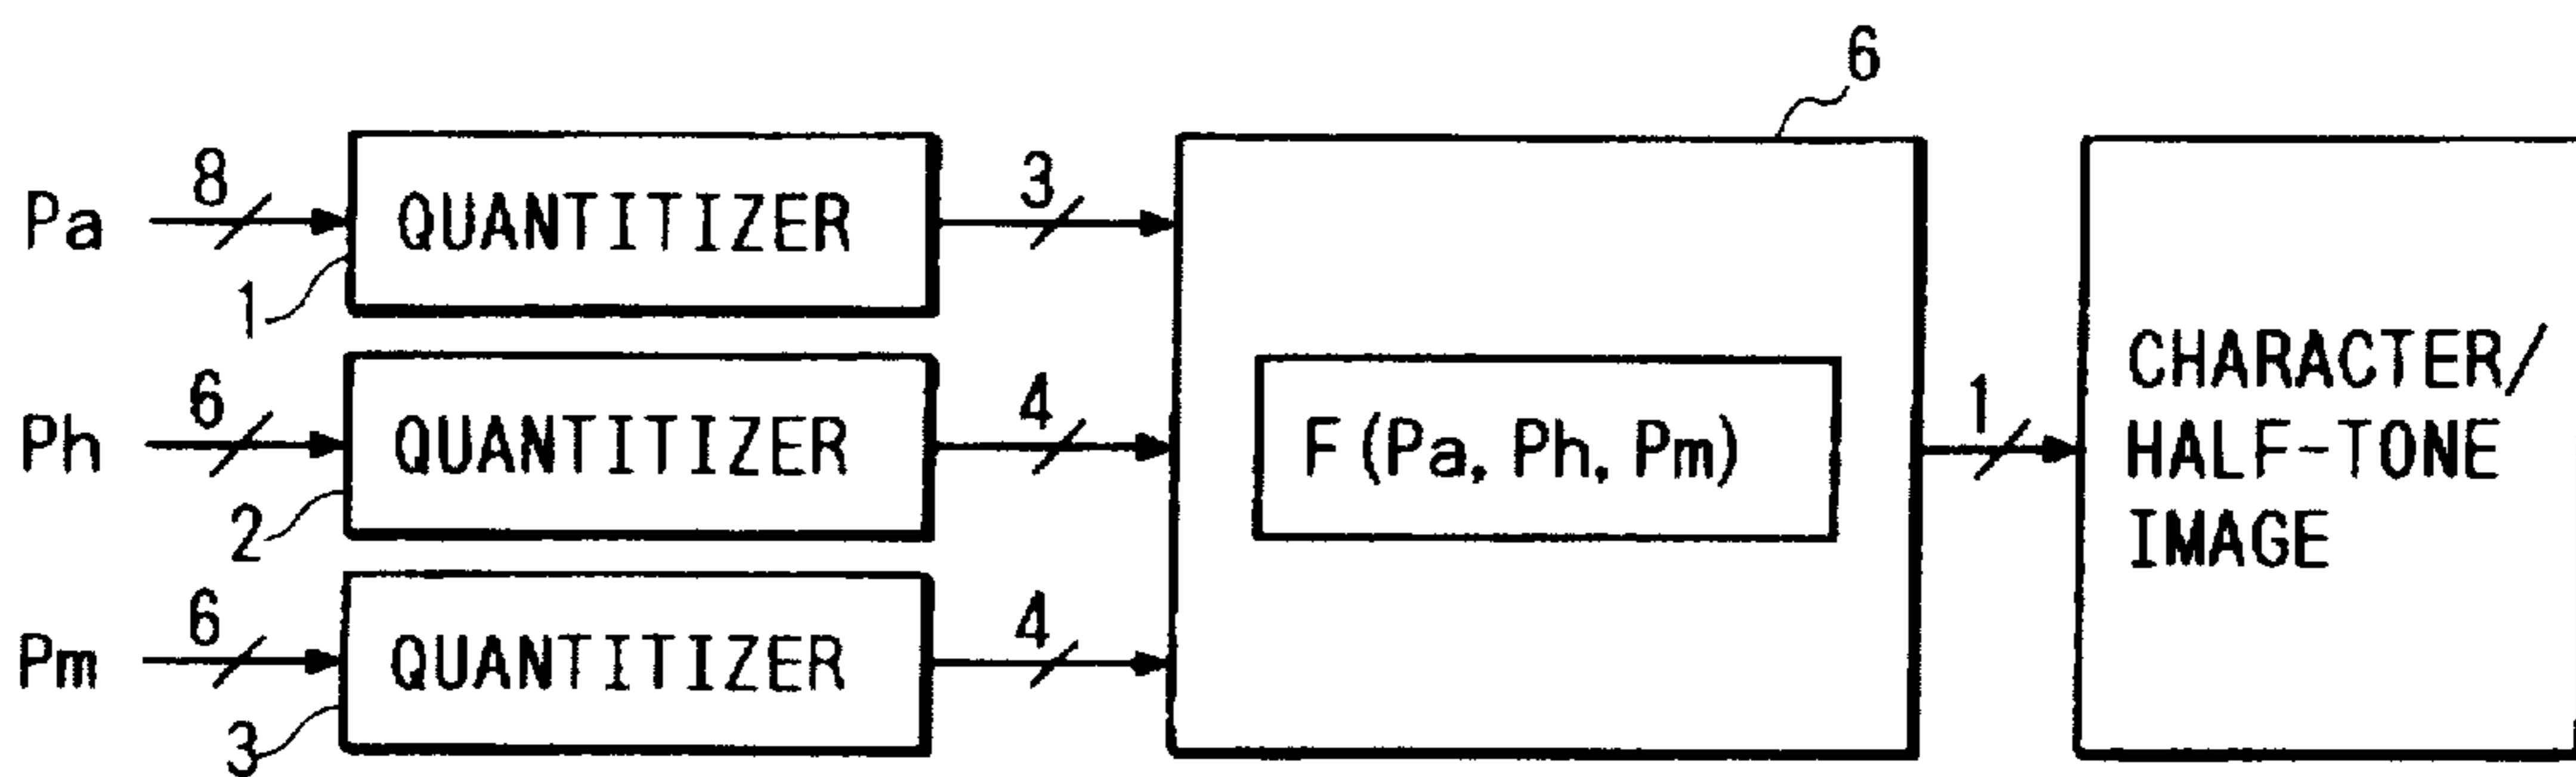 6
Pa 8 QUANTITIZER 3
1
Ph 6 QUANTITIZER 4
2
Pm 6 QUANTITIZER 4
3
F(Pa, Ph, Pm)
1
CHARACTER/
HALF-TONE
IMAGE